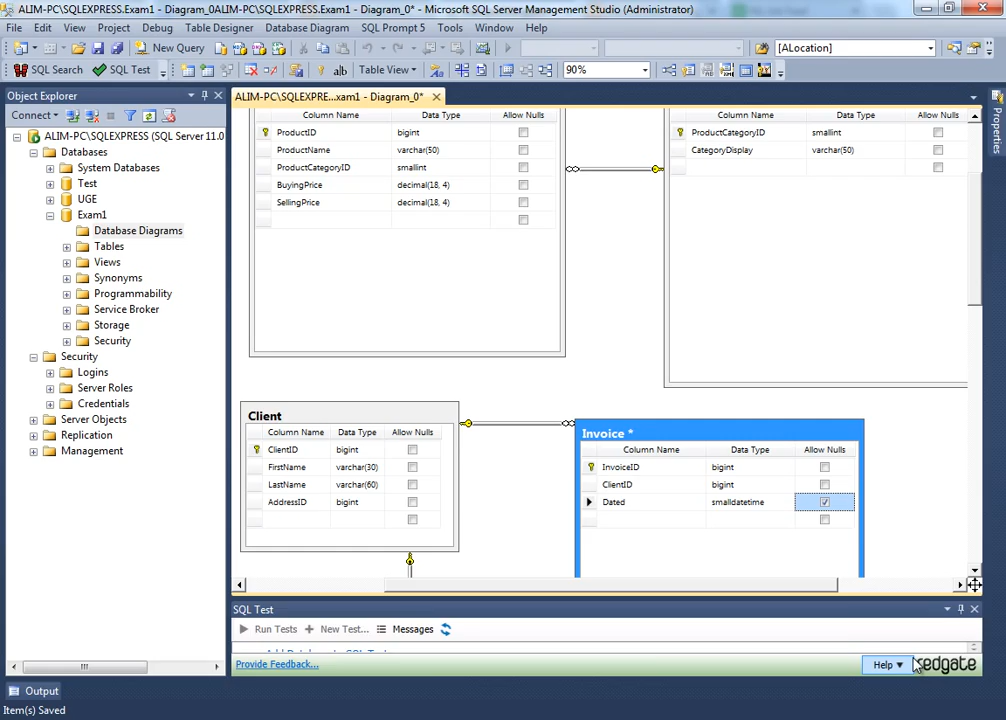 ALIM-PC\SQLEXPRESS.Exam1 - Diagram_0ALIM-PC\SQLEXPRESS.Exam1 - Diagram_0* - Microsoft SQL Server Management Studio (Administrator)
File Edit View Project Debug Table Designer Database Diagram SQL Prompt 5 Tools Window Help
New Query [ALocation]
SQL Search SQL Test Table View 90%
Object Explorer
ALIM-PC\SQLEXPRE...xam1 - Diagram_0*
Properties
Connect
ALIM-PC\SQLEXPRESS (SQL Server 11.0
Databases
System Databases
Test
UGE
Exam1
Database Diagrams
Tables
Views
Synonyms
Programmability
Service Broker
Storage
Security
Security
Logins
Server Roles
Credentials
Server Objects
Replication
Management
Column Name Data Type Allow Nulls
ProductID bigint
ProductName varchar(50)
ProductCategoryID smallint
BuyingPrice decimal(18, 4)
SellingPrice decimal(18, 4)
Column Name Data Type Allow Nulls
ProductCategoryID smallint
CategoryDisplay varchar(50)
Client
Column Name Data Type Allow Nulls
ClientID bigint
FirstName varchar(30)
LastName varchar(60)
AddressID bigint
Invoice *
Column Name Data Type Allow Nulls
InvoiceID bigint
ClientID bigint
Dated smalldatetime
SQL Test
Run Tests New Test... Messages
Provide Feedback...
Help redgate
Output
Item(s) Saved